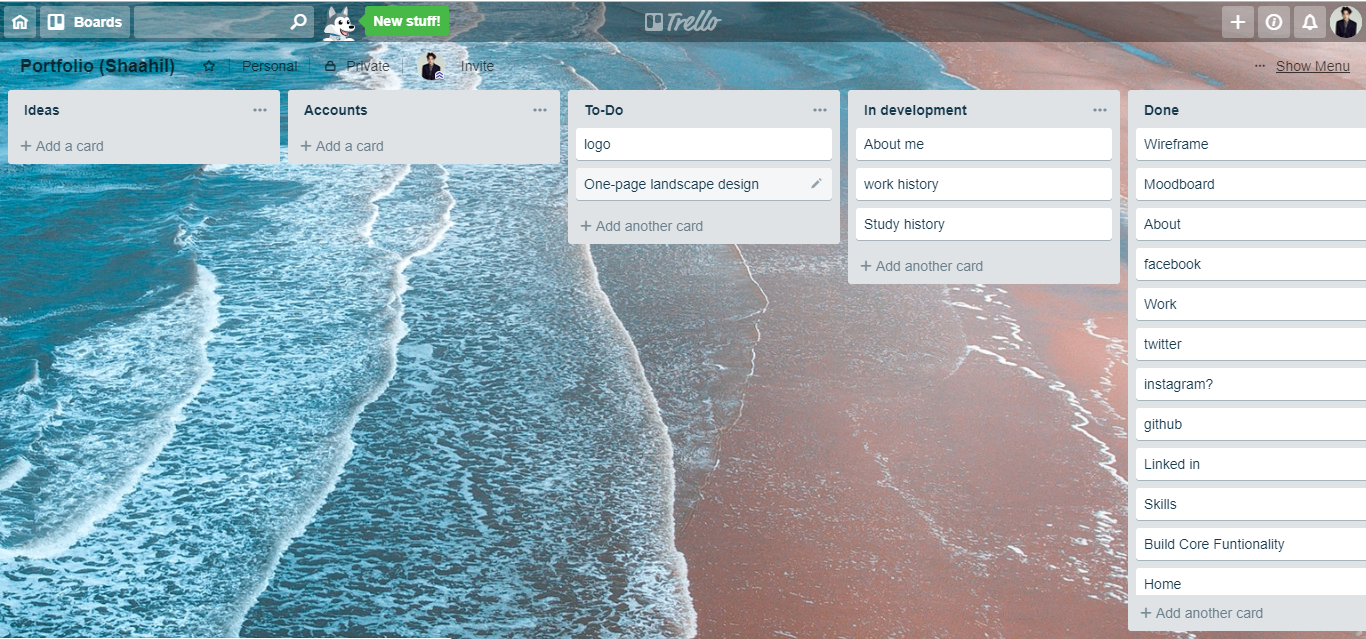 Boards
New stuff!
Trello
Portfolio (Shaahil)
Personal
Private
Invite
Show Menu
Ideas
Add a card
Accounts
Add a card
To-Do
logo
One-page landscape design
Add another card
In development
About me
work history
Study history
Add another card
Done
Wireframe
Moodboard
About
facebook
Work
twitter
instagram?
github
Linked in
Skills
Build Core Funtionality
Home
Add another card